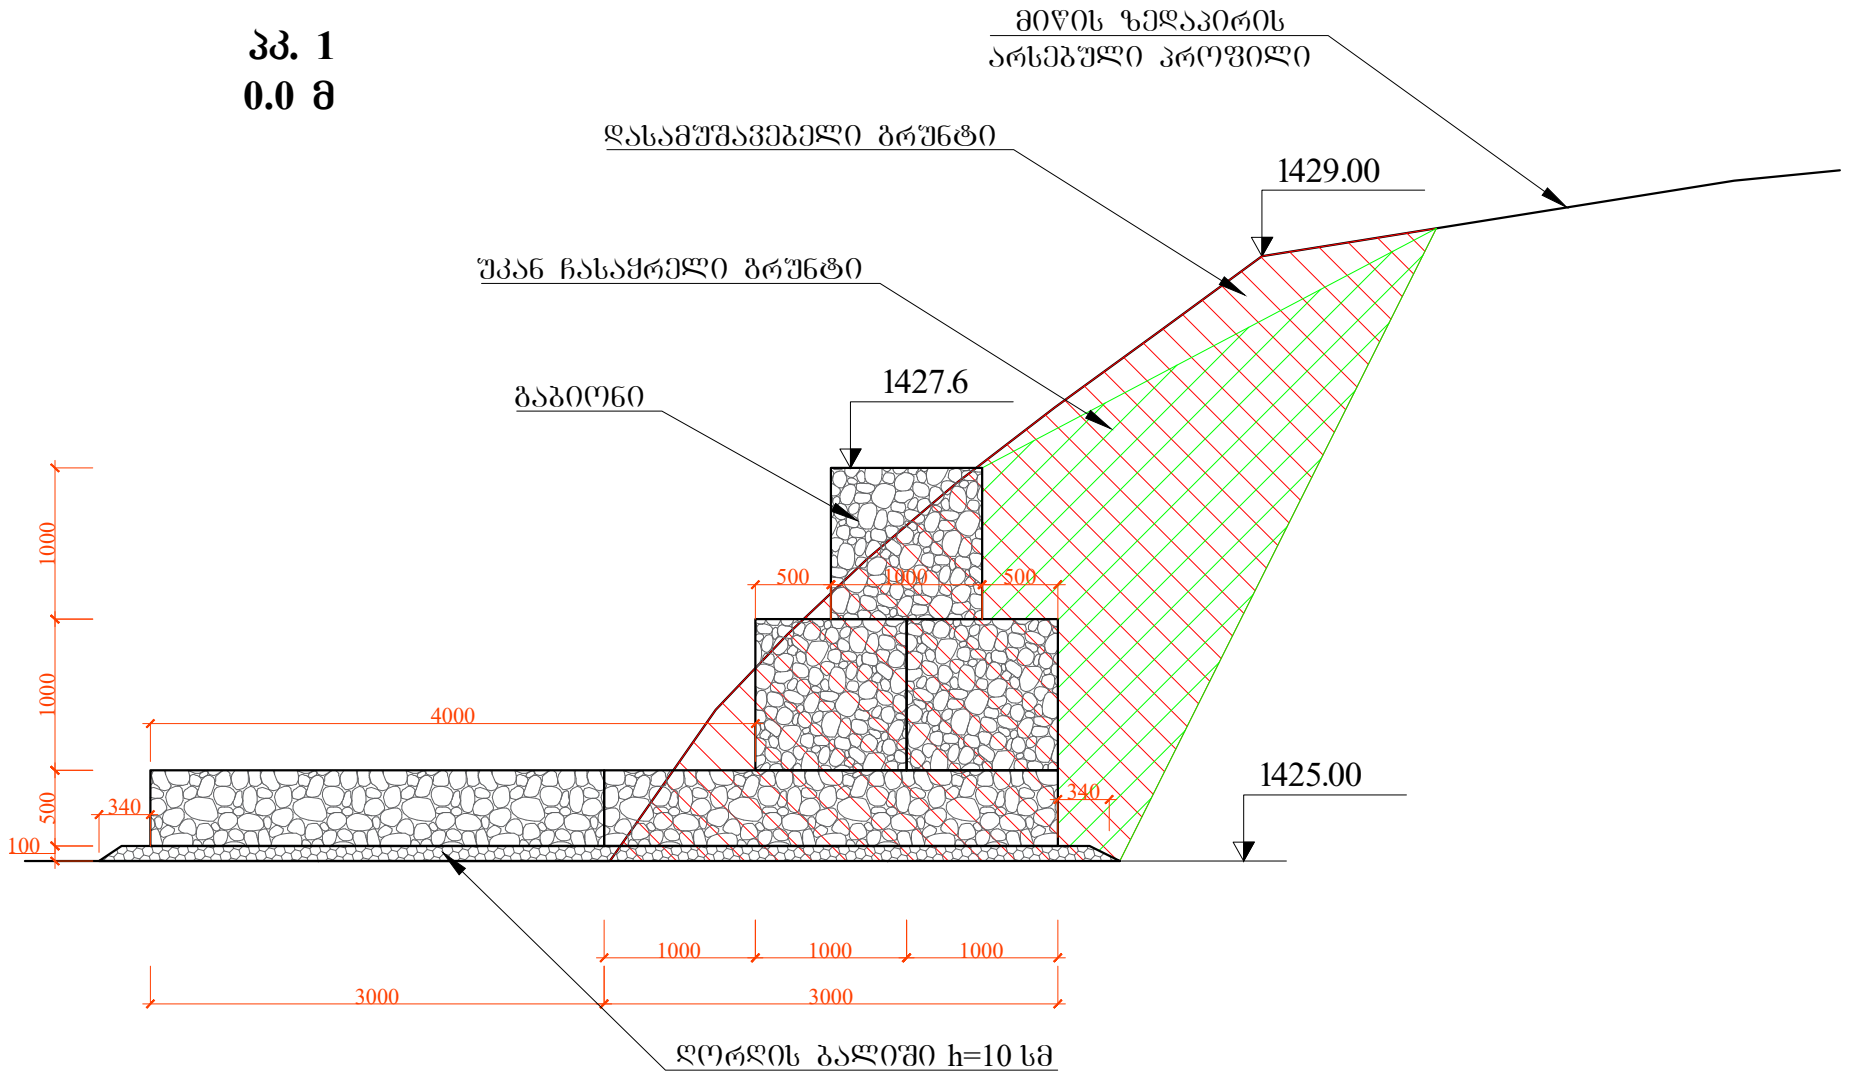 პკ. 1
0.0 მ
მიწის ზედაპირის
არსებული პროფილი
დასამუშავებელი გრუნტი
1429.00
უკან ჩასაყრელი გრუნტი
1427.6
გაბიონი
1000
500
1000
500
1000
4000
1425.00
340
500
340
100
1000
1000
1000
3000
3000
ღორღის ბალიში h=10 სმ